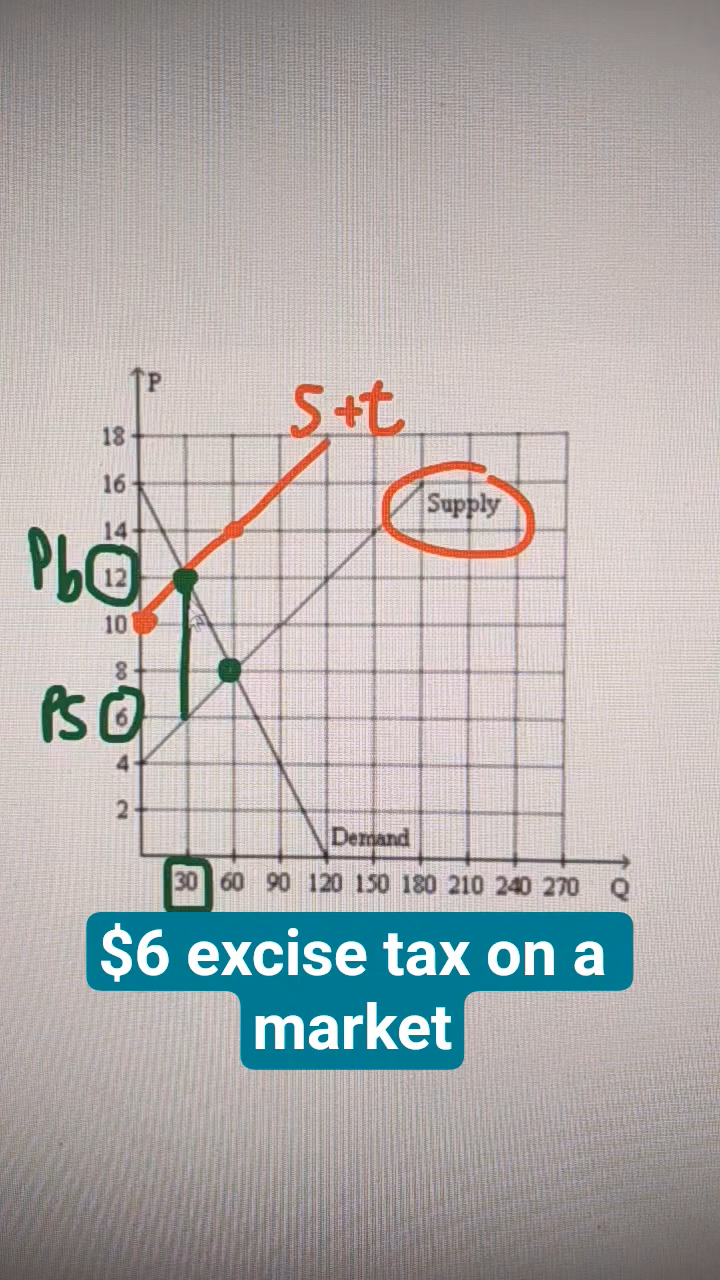 P
S+t
18
16
Supply
14
Pb 12
10
8
PS 6
4
2
Demand
30 60 90 120 150 180 210 240 270 Q
$6 excise tax on a
market